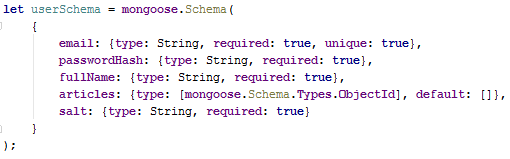 let userSchema = mongoose.Schema(
{
email: {type: String, required: true, unique: true},
passwordHash: {type: String, required: true},
fullName: {type: String, required: true},
articles: {type: [mongoose.Schema.Types.ObjectId], default: []},
salt: {type: String, required: true}
}
);